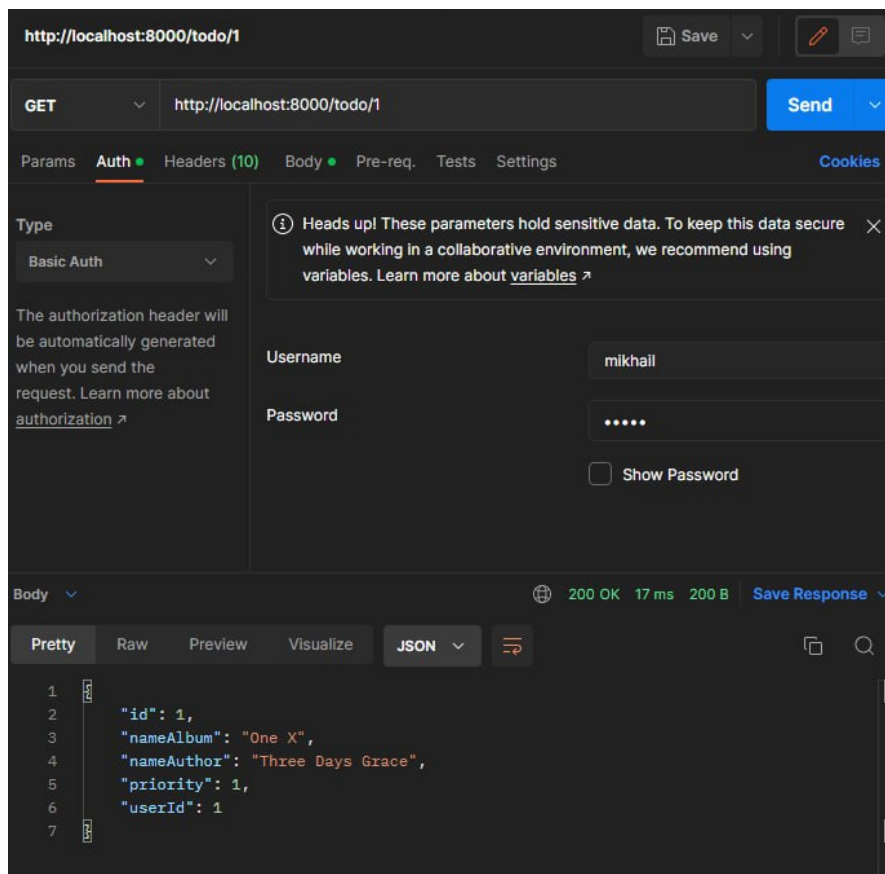 http://localhost:8000/todo/1
Save
GET
http://localhost:8000/todo/1
Send
Params Auth Headers (10) Body Pre-req. Tests Settings Cookies
Type
Basic Auth
The authorization header will
be automatically generated
when you send the
request. Learn more about
authorization ↗
Heads up! These parameters hold sensitive data. To keep this data secure
while working in a collaborative environment, we recommend using
variables. Learn more about variables ↗
Username
mikhail
Password
•••••
Show Password
Body
200 OK 17 ms 200 B Save Response
Pretty Raw Preview Visualize JSON
1 {
2 "id": 1,
3 "nameAlbum": "One X",
4 "nameAuthor": "Three Days Grace",
5 "priority": 1,
6 "userId": 1
7 }